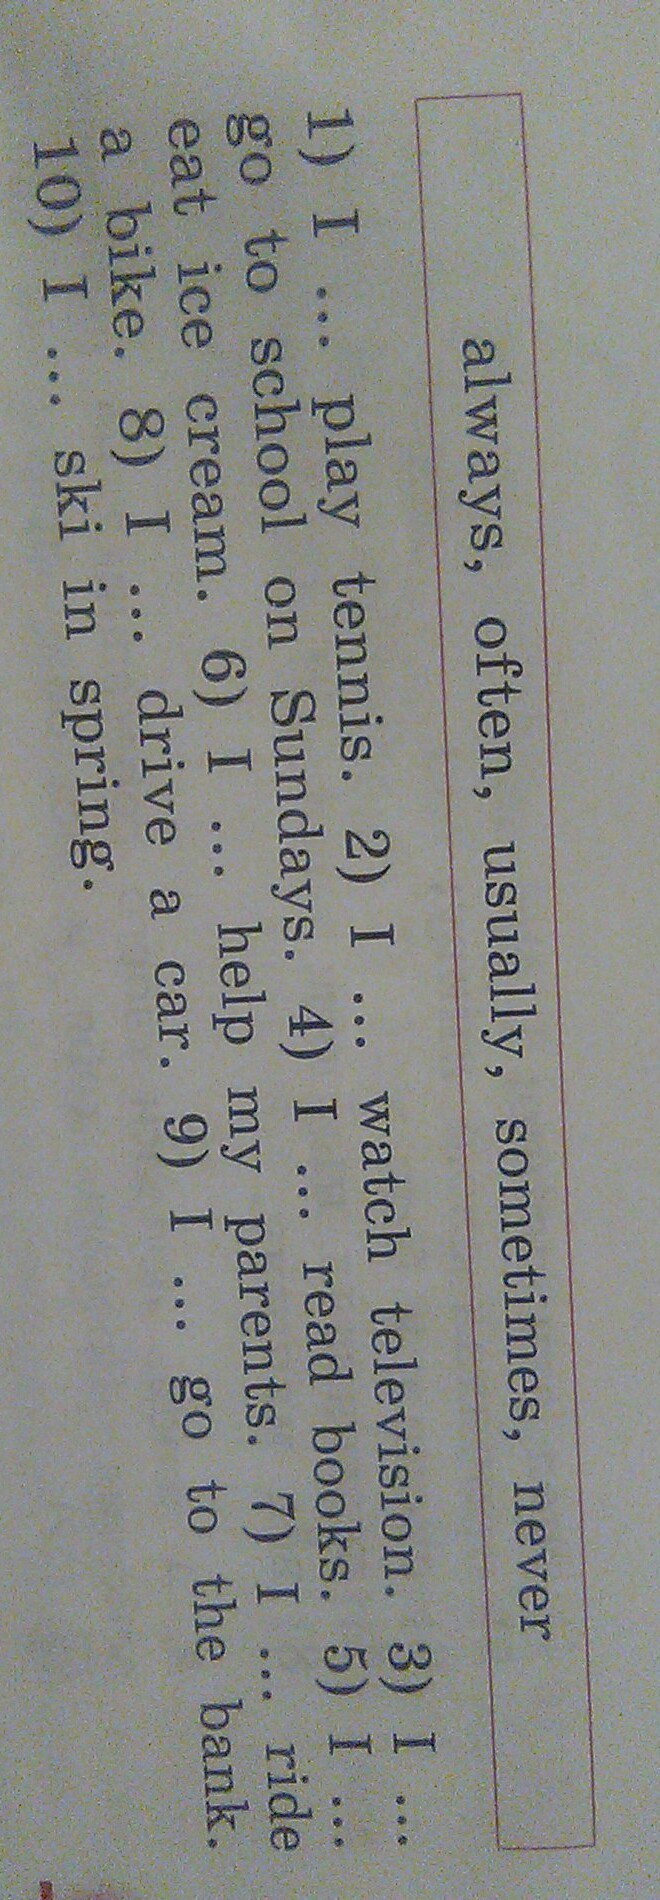 always, often, usually, sometimes, never
1) I ... play tennis. 2) I ... watch television. 3) I ...
go to school on Sundays. 4) I ... read books. 5) I ...
eat ice cream. 6) I ... help my parents. 7) I ... ride
a bike. 8) I ... drive a car. 9) I ... go to the bank.
10) I ... ski in spring.